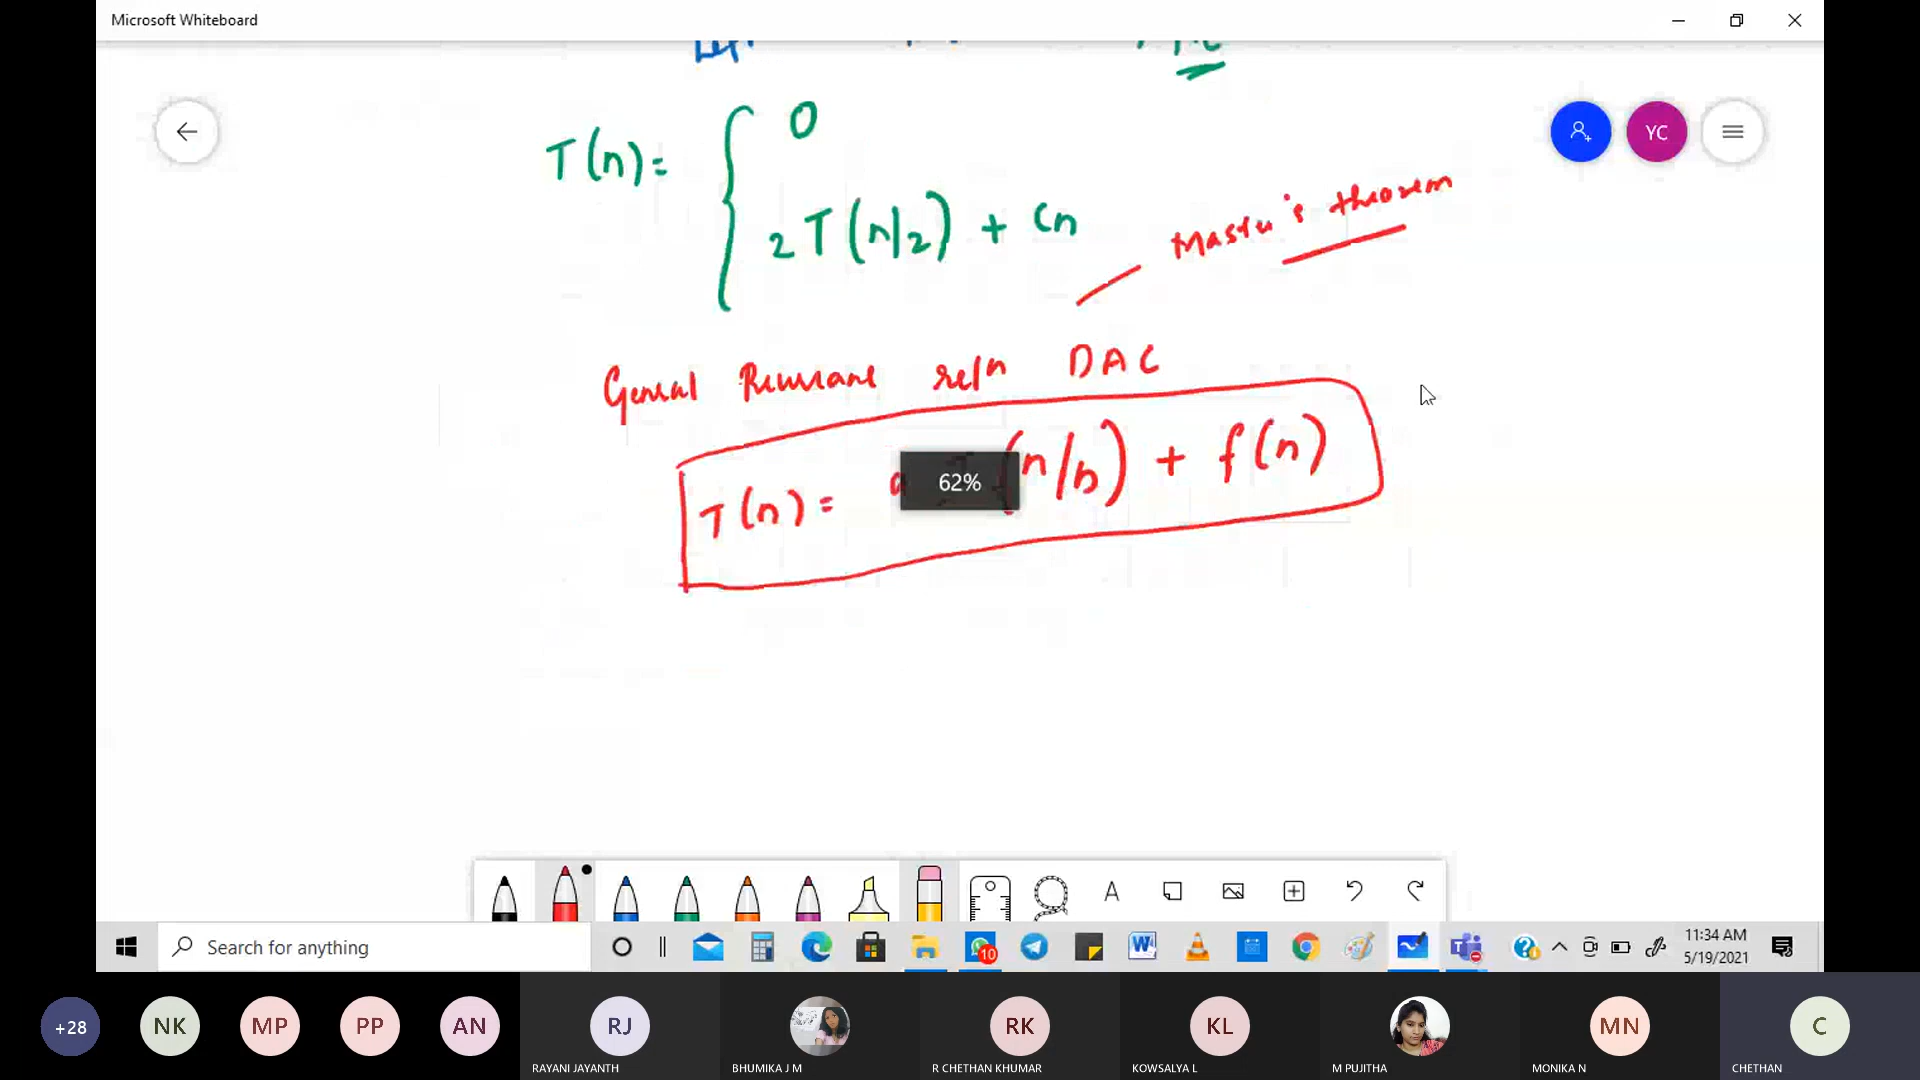 Microsoft Whiteboard
YC
T(n)= { 0
2T(n/2) + Cn
Master's theorem
General Recurrence reln DAC
T(n)= (n/b) + f(n)
62%
A
Search for anything
10
11:34 AM
5/19/2021
+28
NK
MP
PP
AN
RJ
RK
KL
MN
C
RAYANI JAYANTH
BHUMIKA J M
R CHETHAN KHUMAR
KOWSALYA L
M PUJITHA
MONIKA N
CHETHAN